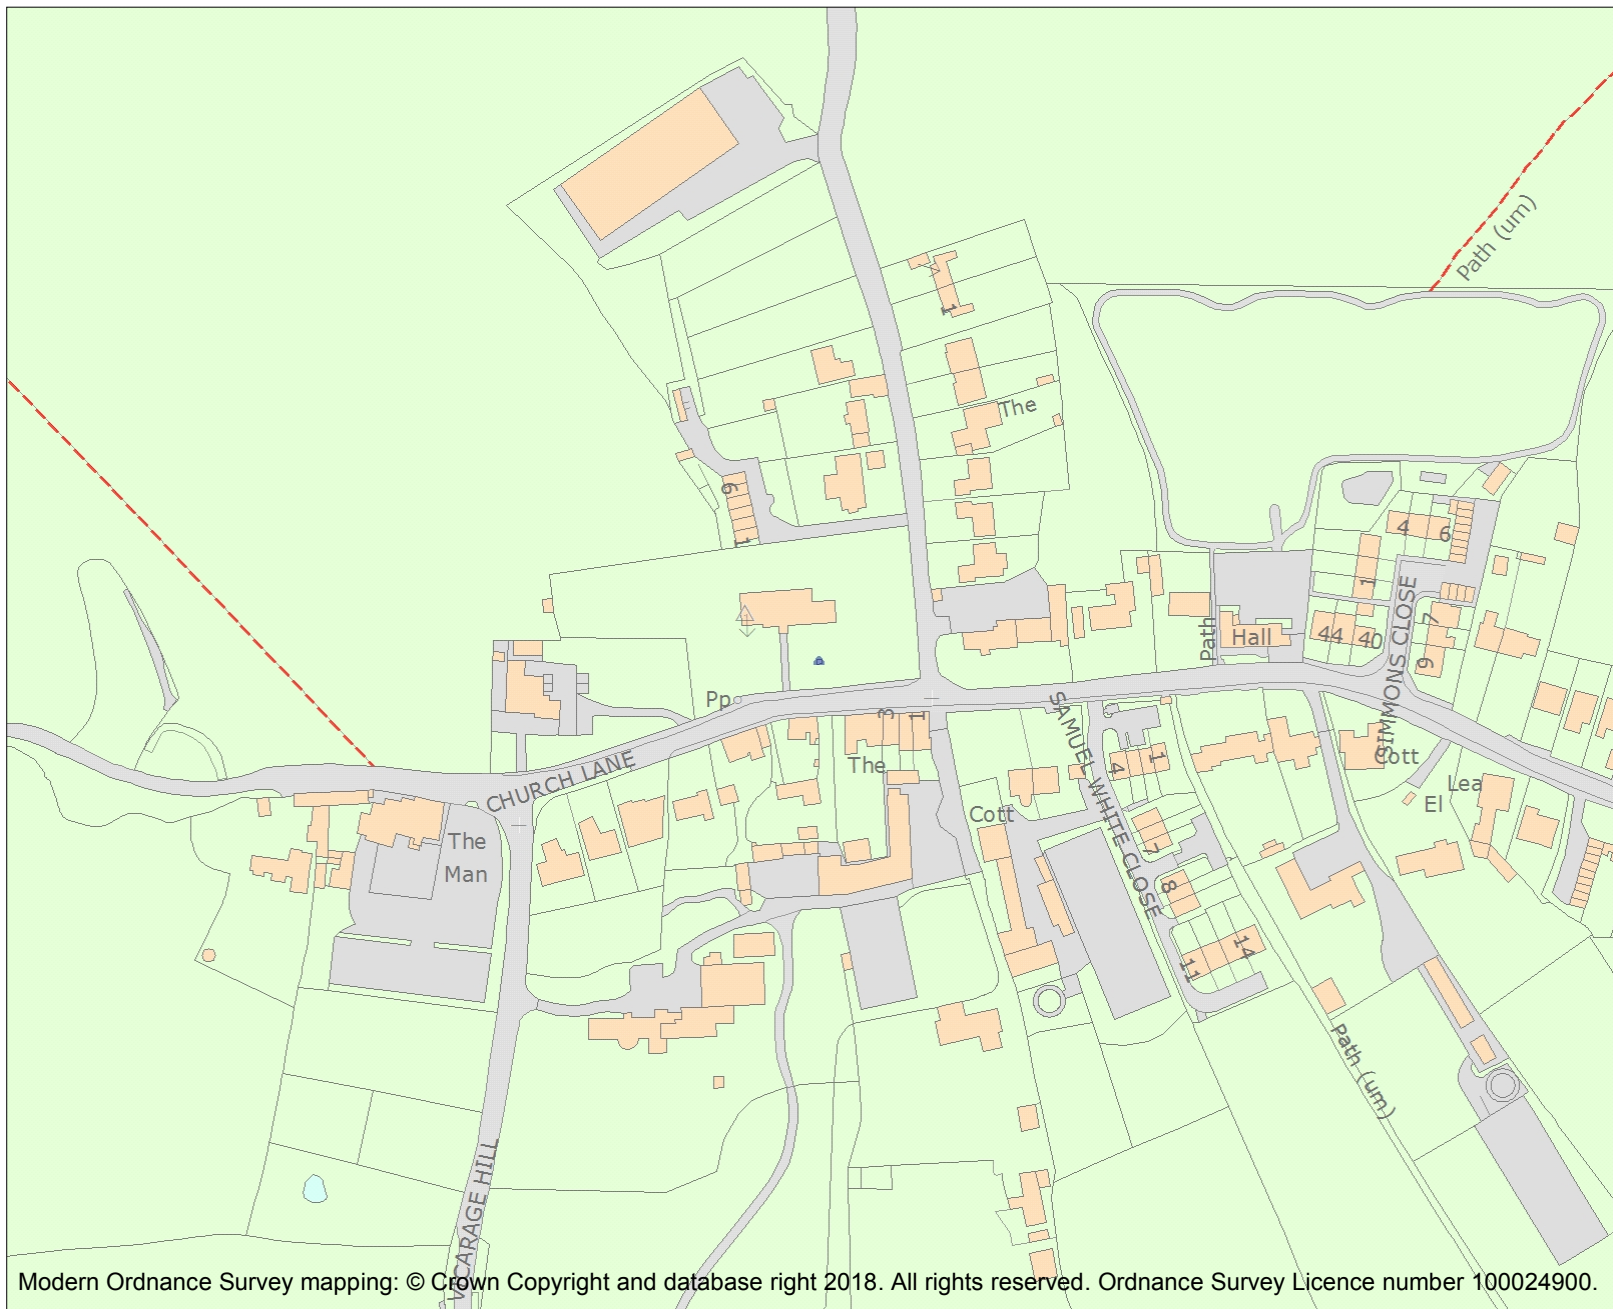 Path (um)
1
The
6
1
4
6
1
SIMMONS CLOSE
Path
Hall
44
40
7
9
Pp
3
1
SAMUEL WHITE CLOSE
The
4
1
Cott
CHURCH LANE
Cott
Lea
El
The
Man
7
8
14
11
Path (um)
VICARAGE HILL
Modern Ordnance Survey mapping: © Crown Copyright and database right 2018. All rights reserved. Ordnance Survey Licence number 100024900.